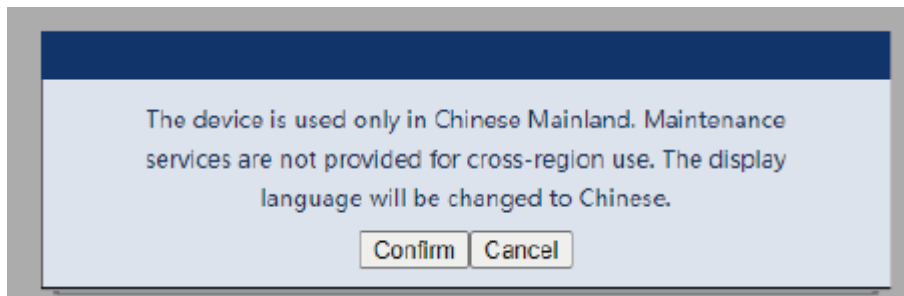 The device is used only in Chinese Mainland. Maintenance
services are not provided for cross-region use. The display
language will be changed to Chinese.
Confirm Cancel